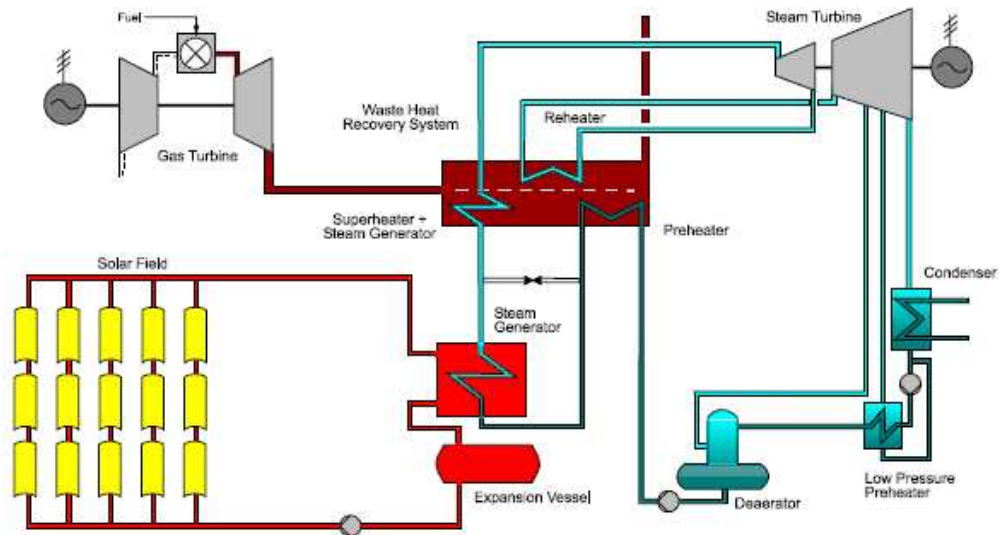 Fuel
Steam Turbine
Waste Heat
Recovery System
Reheater
Gas Turbine
Superheater +
Steam Generator
Preheater
Solar Field
Condenser
Steam
Generator
Expansion Vessel
Deaerator
Low Pressure
Preheater